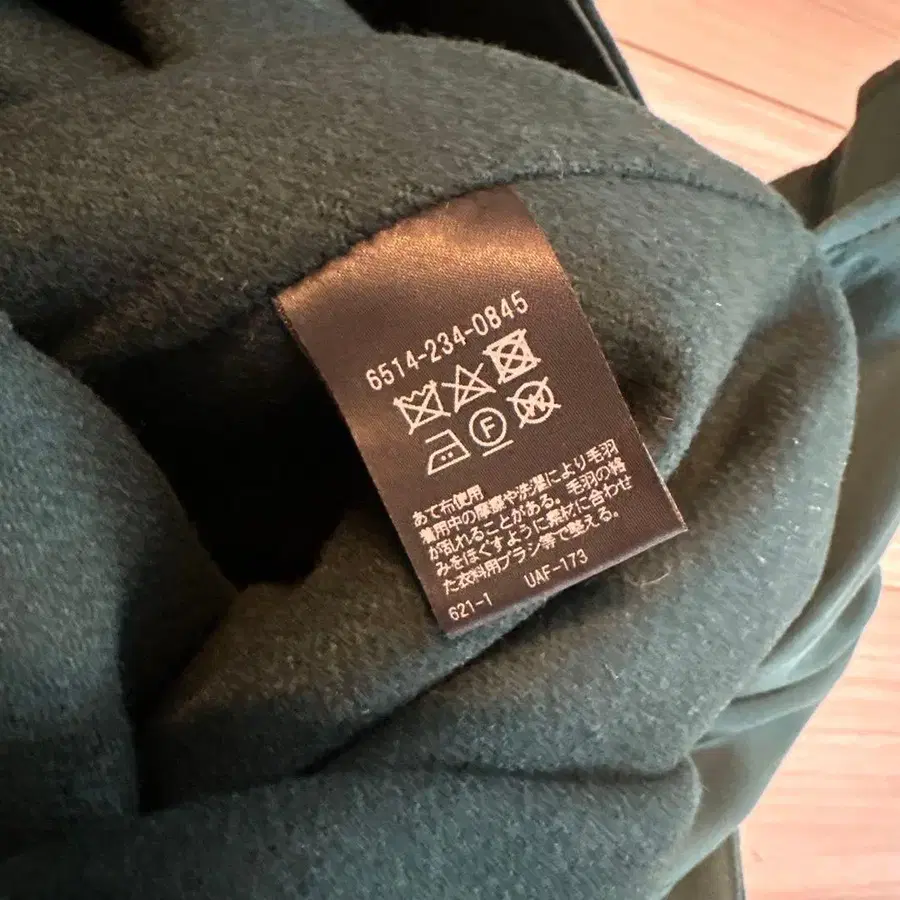 6514-234-0845
F
W
あて布使用
着用中の摩擦や洗濯により毛羽
が乱れることがある。毛羽の絡
みをほぐすように素材に合わせ
た衣料用ブラシ等で整える。
621-1 UAF-173